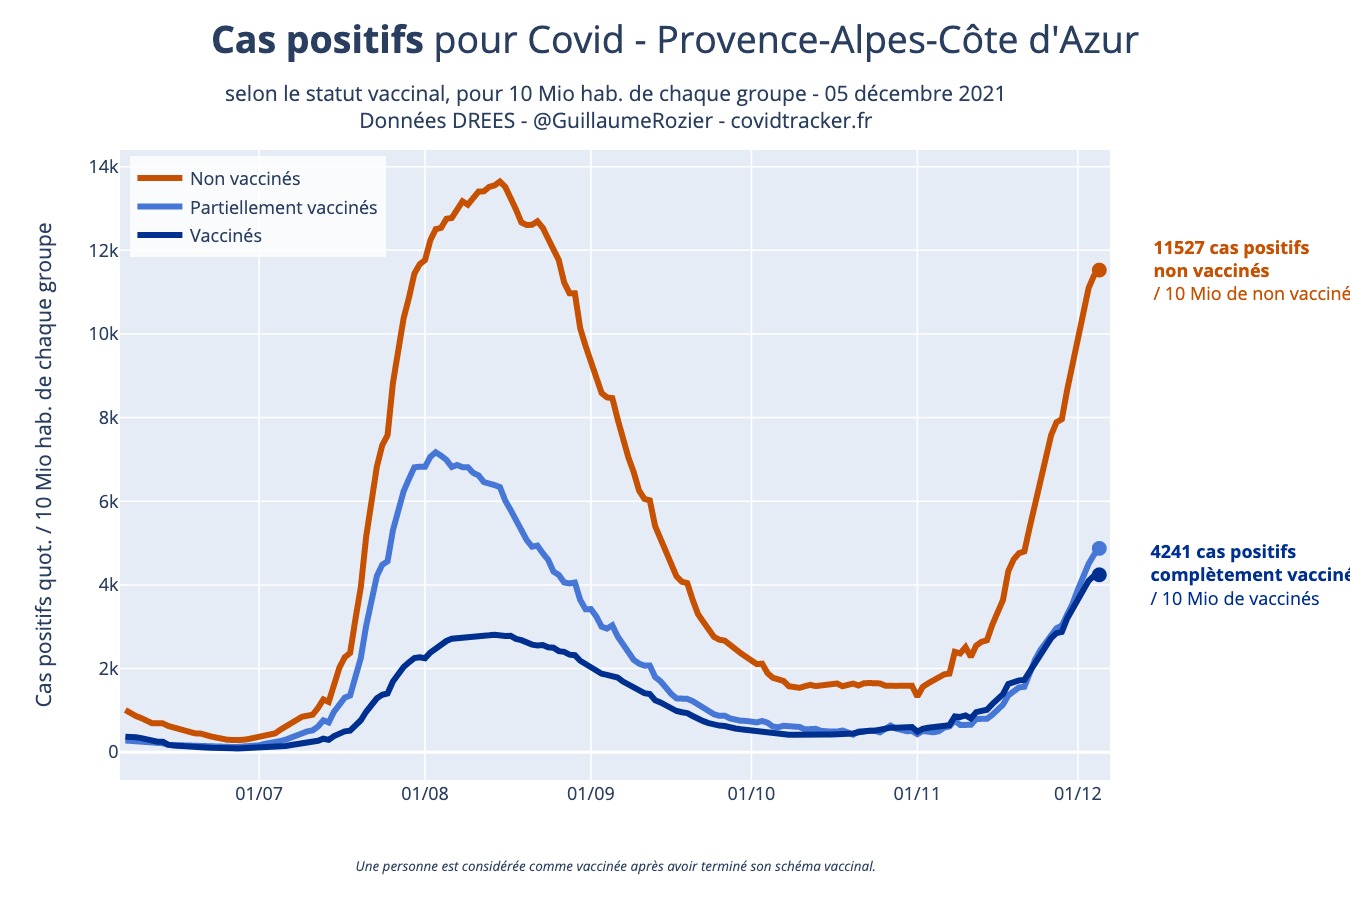 Cas positifs pour Covid - Provence-Alpes-Côte d'Azur
selon le statut vaccinal, pour 10 Mio hab. de chaque groupe - 05 décembre 2021
Données DREES - @GuillaumeRozier - covidtracker.fr
Non vaccinés
Partiellement vaccinés
Vaccinés
Cas positifs quot. / 10 Mio hab. de chaque groupe
14k
12k
10k
8k
6k
4k
2k
0
01/07
01/08
01/09
01/10
01/11
01/12
11527 cas positifs
non vaccinés
/ 10 Mio de non vacciné
4241 cas positifs
complètement vacciné
/ 10 Mio de vaccinés
Une personne est considérée comme vaccinée après avoir terminé son schéma vaccinal.